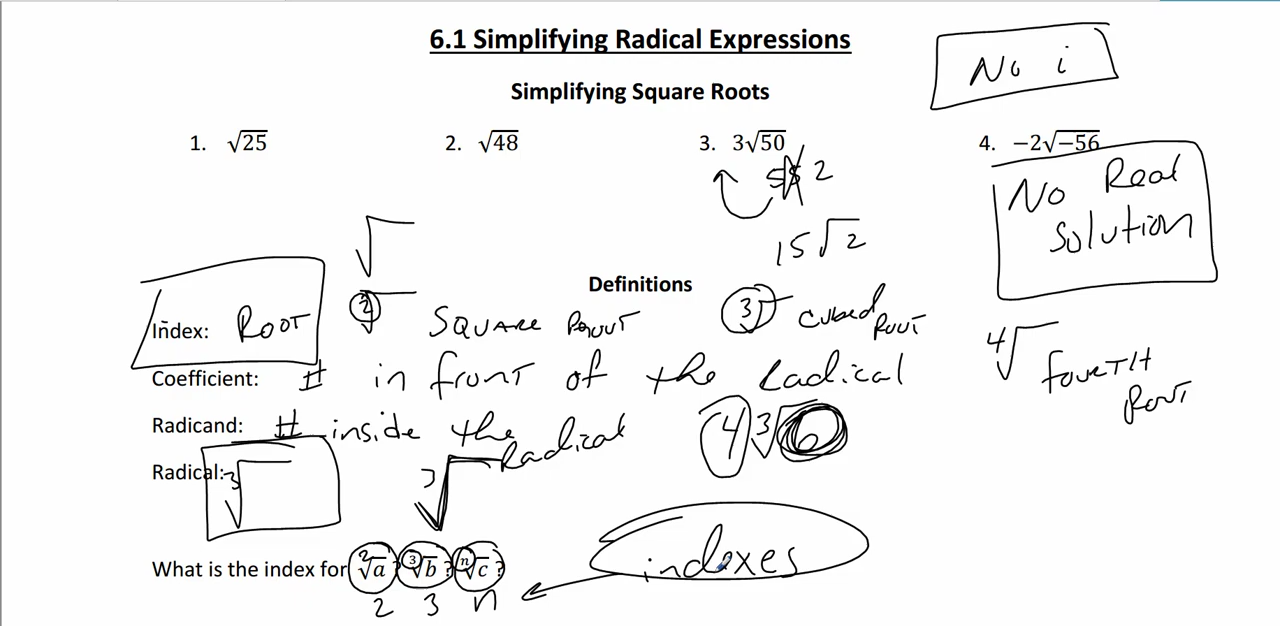 6.1 Simplifying Radical Expressions
No i
Simplifying Square Roots
1. √25
2. √48
3. 3√50
4. −2√−56
5 5 2
15√2
No Real
Solution
√
Definitions
Index: ROOT
2√ SQUARE ROOT
3√ cubed ROOT
4√ fourTH ROOT
Coefficient: # in front of the Radical
Radicand: # inside the Radical
4 3√6
Radical: 3√
3√
What is the index for 2√a? 3√b? n√c?
2 3 n
indexes